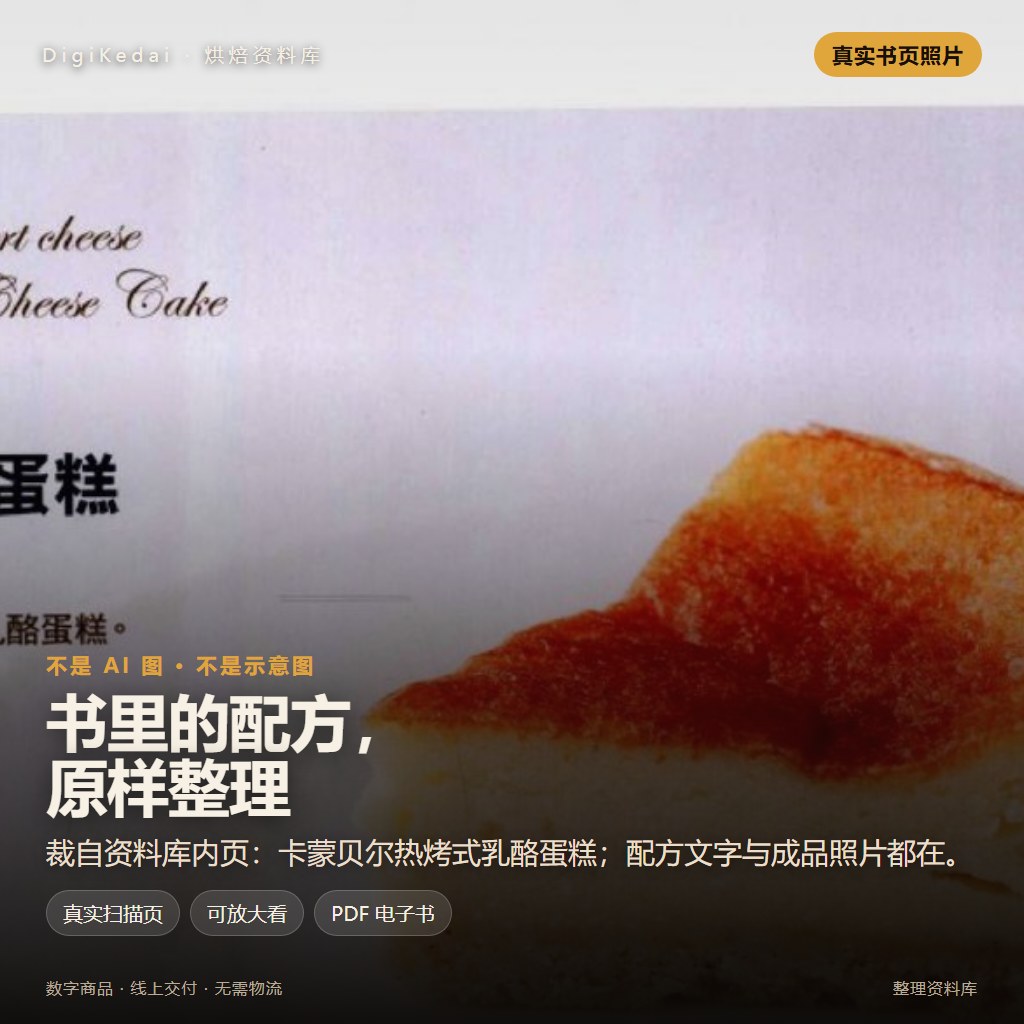 DigiKedai · 烘焙资料库
真实书页照片
rt cheese
Cheese Cake
蛋糕
乳酪蛋糕。
不是 AI 图 • 不是示意图
书里的配方，
原样整理
裁自资料库内页：卡蒙贝尔热烤式乳酪蛋糕；配方文字与成品照片都在。
真实扫描页
可放大看
PDF 电子书
数字商品 · 线上交付 · 无需物流
整理资料库